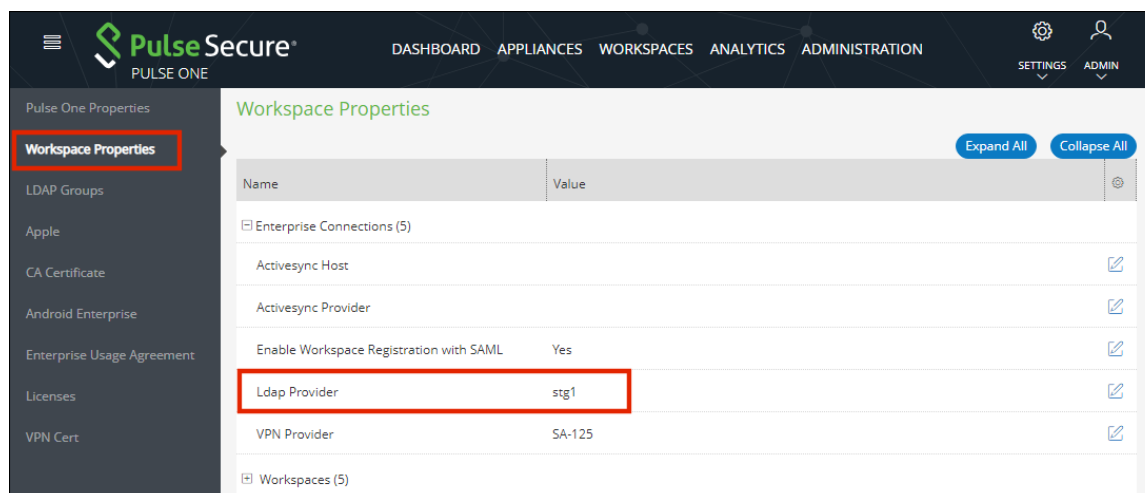 Pulse Secure®
PULSE ONE
DASHBOARD APPLIANCES WORKSPACES ANALYTICS ADMINISTRATION
SETTINGS ADMIN
Pulse One Properties
Workspace Properties
LDAP Groups
Apple
CA Certificate
Android Enterprise
Enterprise Usage Agreement
Licenses
VPN Cert
Workspace Properties
Expand All Collapse All
Name Value
Enterprise Connections (5)
Activesync Host
Activesync Provider
Enable Workspace Registration with SAML Yes
Ldap Provider stg1
VPN Provider SA-125
Workspaces (5)